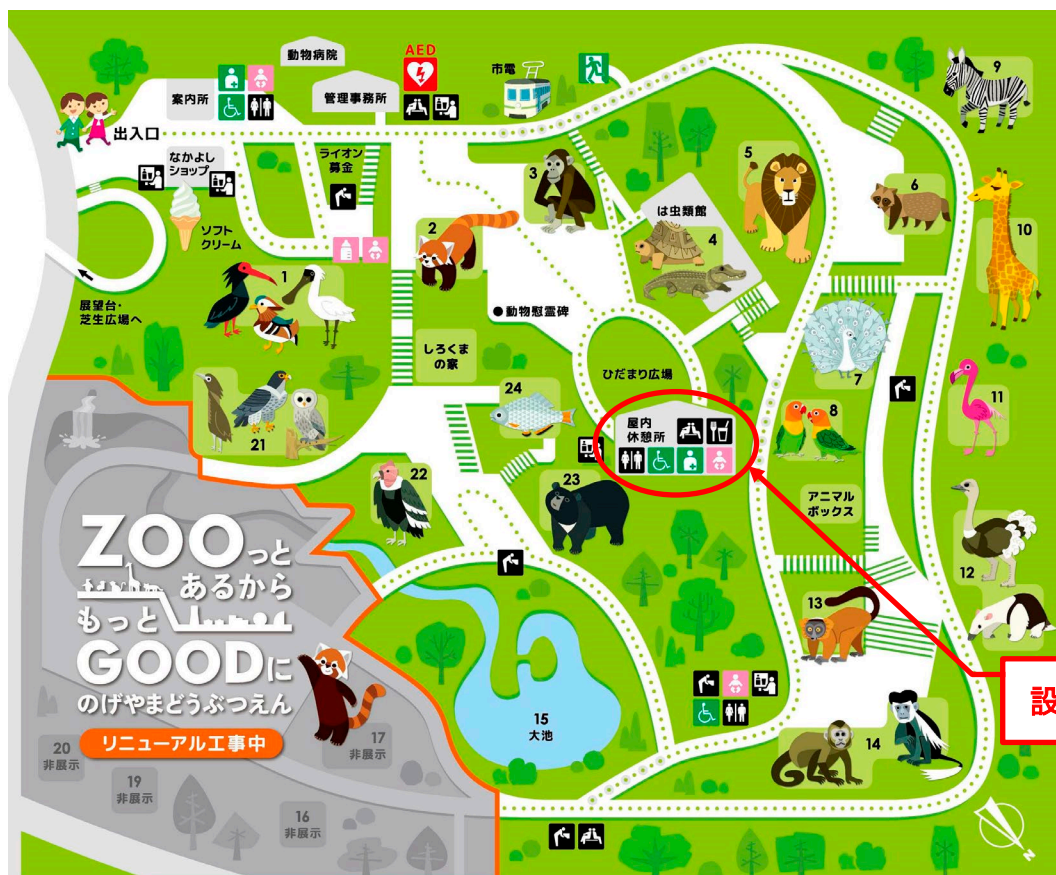 動物病院
AED
市電
案内所
管理事務所
出入口
9
なかよし
ショップ
ライオン
募金
3
5
は虫類館
6
2
4
10
ソフト
クリーム
1
展望台・
芝生広場へ
●動物慰霊碑
しろくま
の家
ひだまり広場
7
24
11
8
屋内
休憩所
21
22
23
アニマル
ボックス
12
ZOOっと
あるから
もっと
GOODに
のげやまどうぶつえん
リニューアル工事中
13
設
15
大池
14
20
非展示
17
非展示
19
非展示
16
非展示
N